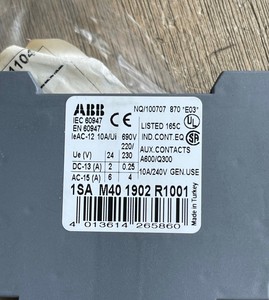 ABB
IEC 60947
EN 60947
CE
NQ/100707 870 "E03"
LISTED 165C
IND.CONT.EQ
AUX.CONTACTS
A600/Q300
10A/240V GEN.USE
IeAC-12 10A/Ui 690V
220/
Ue (V) 24 230
DC-13 (A) 2 0.25
AC-15 (A) 6 4
1SA M40 1902 R1001
4 013614 265860
Made in Turkey